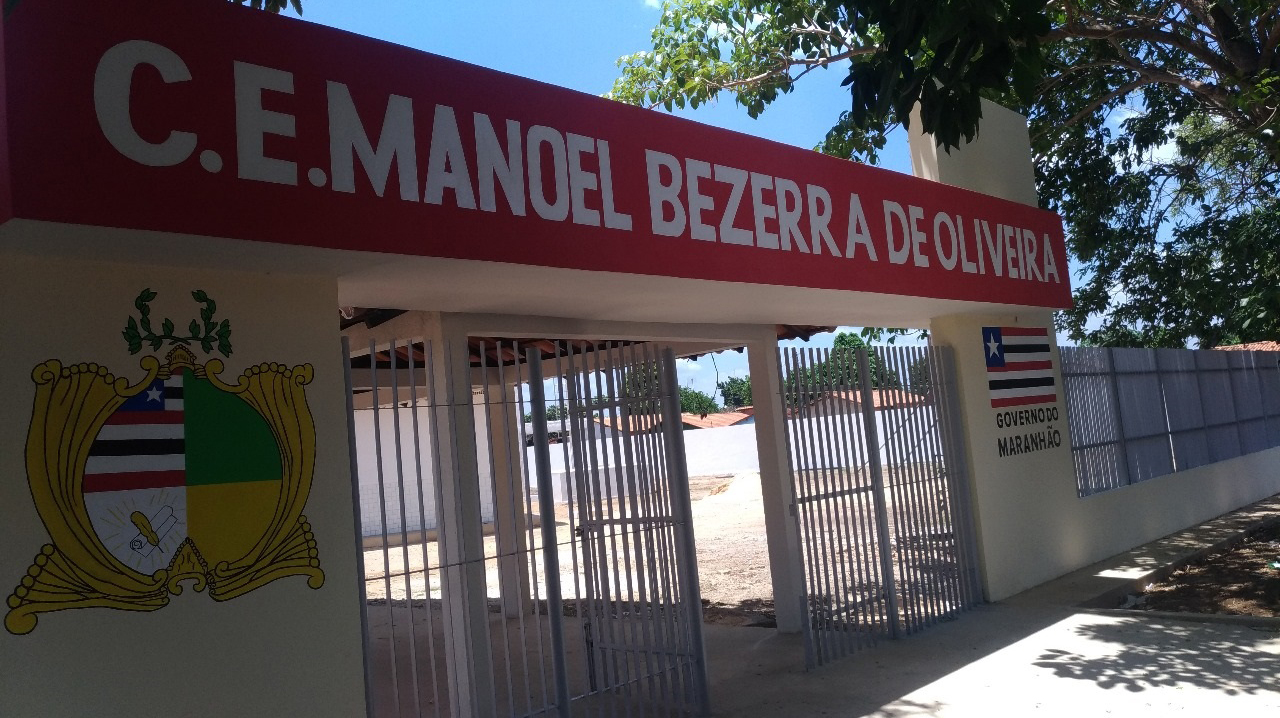 C.E.MANOEL BEZERRA DE OLIVEIRA
GOVERNO DO
MARANHÃO